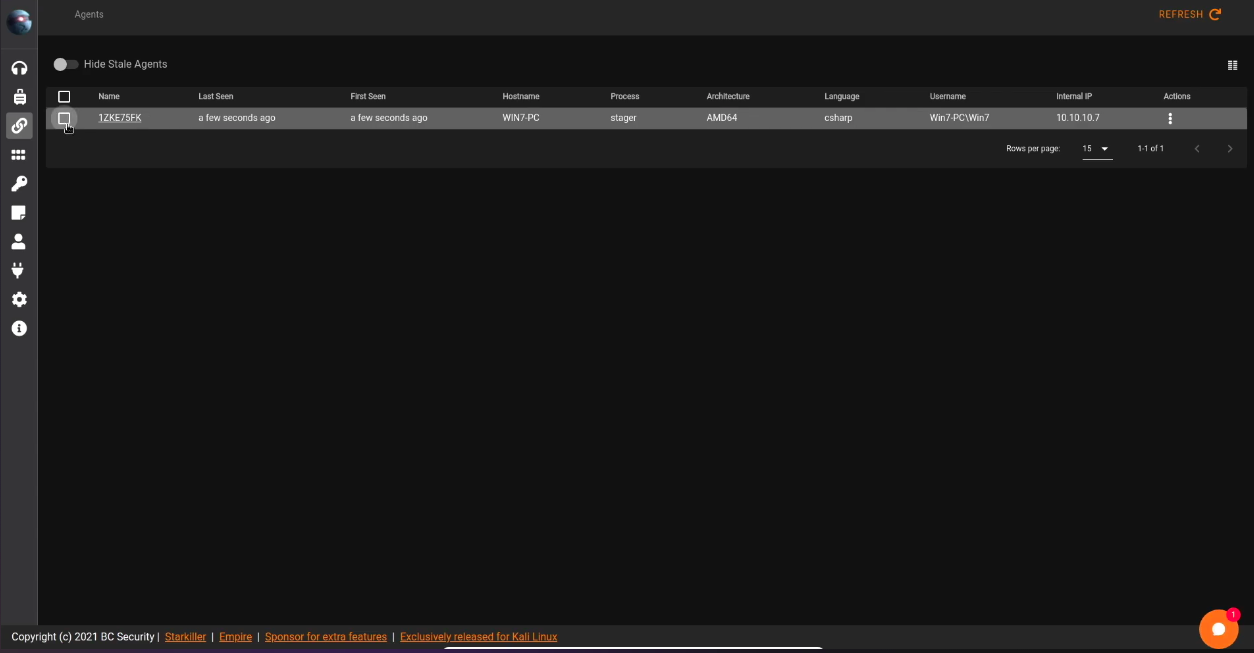 Agents
REFRESH
Hide Stale Agents
Name Last Seen First Seen Hostname Process Architecture Language Username Internal IP Actions
1ZKE75FK a few seconds ago a few seconds ago WIN7-PC stager AMD64 csharp Win7-PC\Win7 10.10.10.7
Rows per page: 15 1-1 of 1
Copyright (c) 2021 BC Security | Starkiller | Empire | Sponsor for extra features | Exclusively released for Kali Linux
1